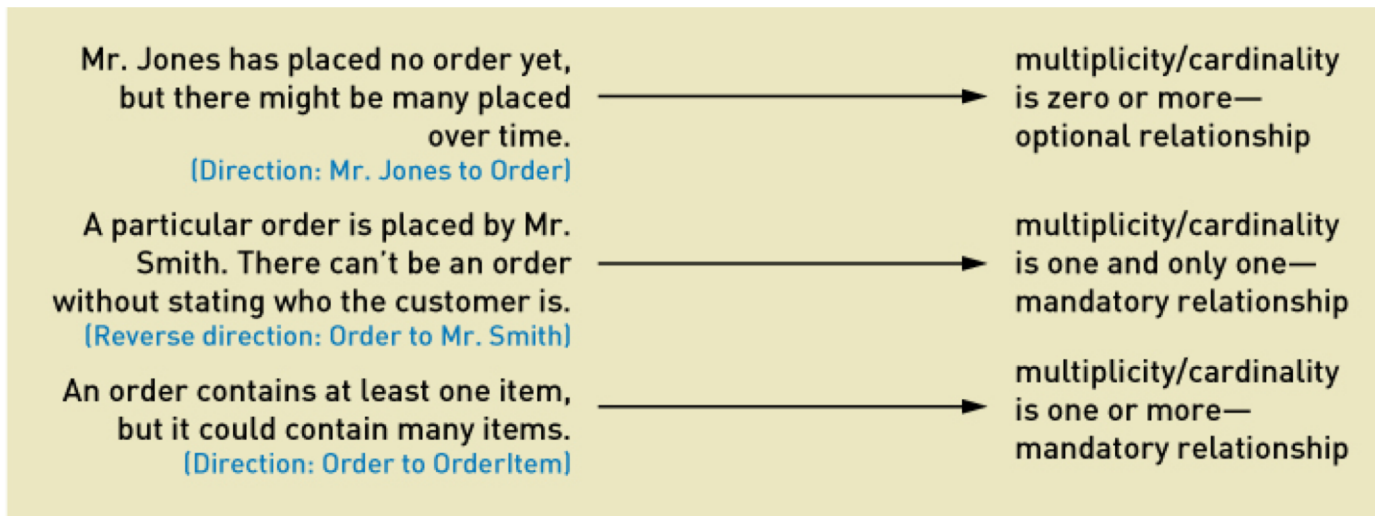 Mr. Jones has placed no order yet,
but there might be many placed
over time.
(Direction: Mr. Jones to Order)
multiplicity/cardinality
is zero or more—
optional relationship
A particular order is placed by Mr.
Smith. There can't be an order
without stating who the customer is.
(Reverse direction: Order to Mr. Smith)
multiplicity/cardinality
is one and only one—
mandatory relationship
An order contains at least one item,
but it could contain many items.
(Direction: Order to OrderItem)
multiplicity/cardinality
is one or more—
mandatory relationship